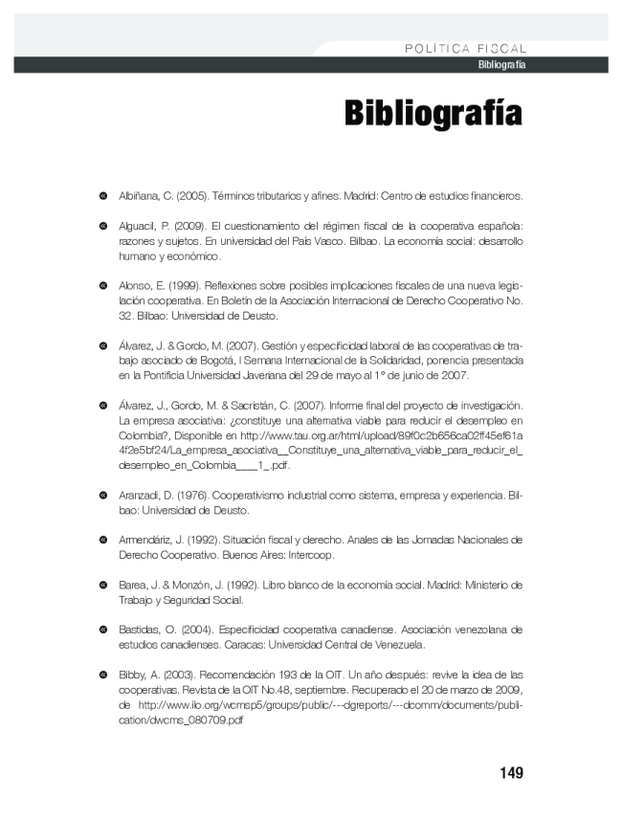 POLÍTICA FISCAL
Bibliografía
Bibliografía
Albiñana, C. (2005). Términos tributarios y afines. Madrid: Centro de estudios financieros.
Alguacil, P. (2009). El cuestionamiento del régimen fiscal de la cooperativa española:
razones y sujetos. En universidad del País Vasco. Bilbao. La economía social: desarrollo
humano y económico.
Alonso, E. (1999). Reflexiones sobre posibles implicaciones fiscales de una nueva legis-
lación cooperativa. En Boletín de la Asociación Internacional de Derecho Cooperativo No.
32. Bilbao: Universidad de Deusto.
Álvarez, J. & Gordo, M. (2007). Gestión y especificidad laboral de las cooperativas de tra-
bajo asociado de Bogotá, I Semana Internacional de la Solidaridad, ponencia presentada
en la Pontificia Universidad Javeriana del 29 de mayo al 1° de junio de 2007.
Álvarez, J., Gordo, M. & Sacristán, C. (2007). Informe final del proyecto de investigación.
La empresa asociativa: ¿constituye una alternativa viable para reducir el desempleo en
Colombia?, Disponible en http://www.tau.org.ar/html/upload/89f0c2b656ca02ff45ef61a
4f2e5bf24/La_empresa_asociativa__Constituye_una_alternativa_viable_para_reducir_el_
desempleo_en_Colombia____1_.pdf.
Aranzadi, D. (1976). Cooperativismo industrial como sistema, empresa y experiencia. Bil-
bao: Universidad de Deusto.
Armendáriz, J. (1992). Situación fiscal y derecho. Anales de las Jornadas Nacionales de
Derecho Cooperativo. Buenos Aires: Intercoop.
Barea, J. & Monzón, J. (1992). Libro blanco de la economía social. Madrid: Ministerio de
Trabajo y Seguridad Social.
Bastidas, O. (2004). Especificidad cooperativa canadiense. Asociación venezolana de
estudios canadienses. Caracas: Universidad Central de Venezuela.
Bibby, A. (2003). Recomendación 193 de la OIT. Un año después: revive la idea de las
cooperativas. Revista de la OIT No.48, septiembre. Recuperado el 20 de marzo de 2009,
de http://www.ilo.org/wcmsp5/groups/public/---dgreports/---dcomm/documents/publi-
cation/dwcms_080709.pdf
149